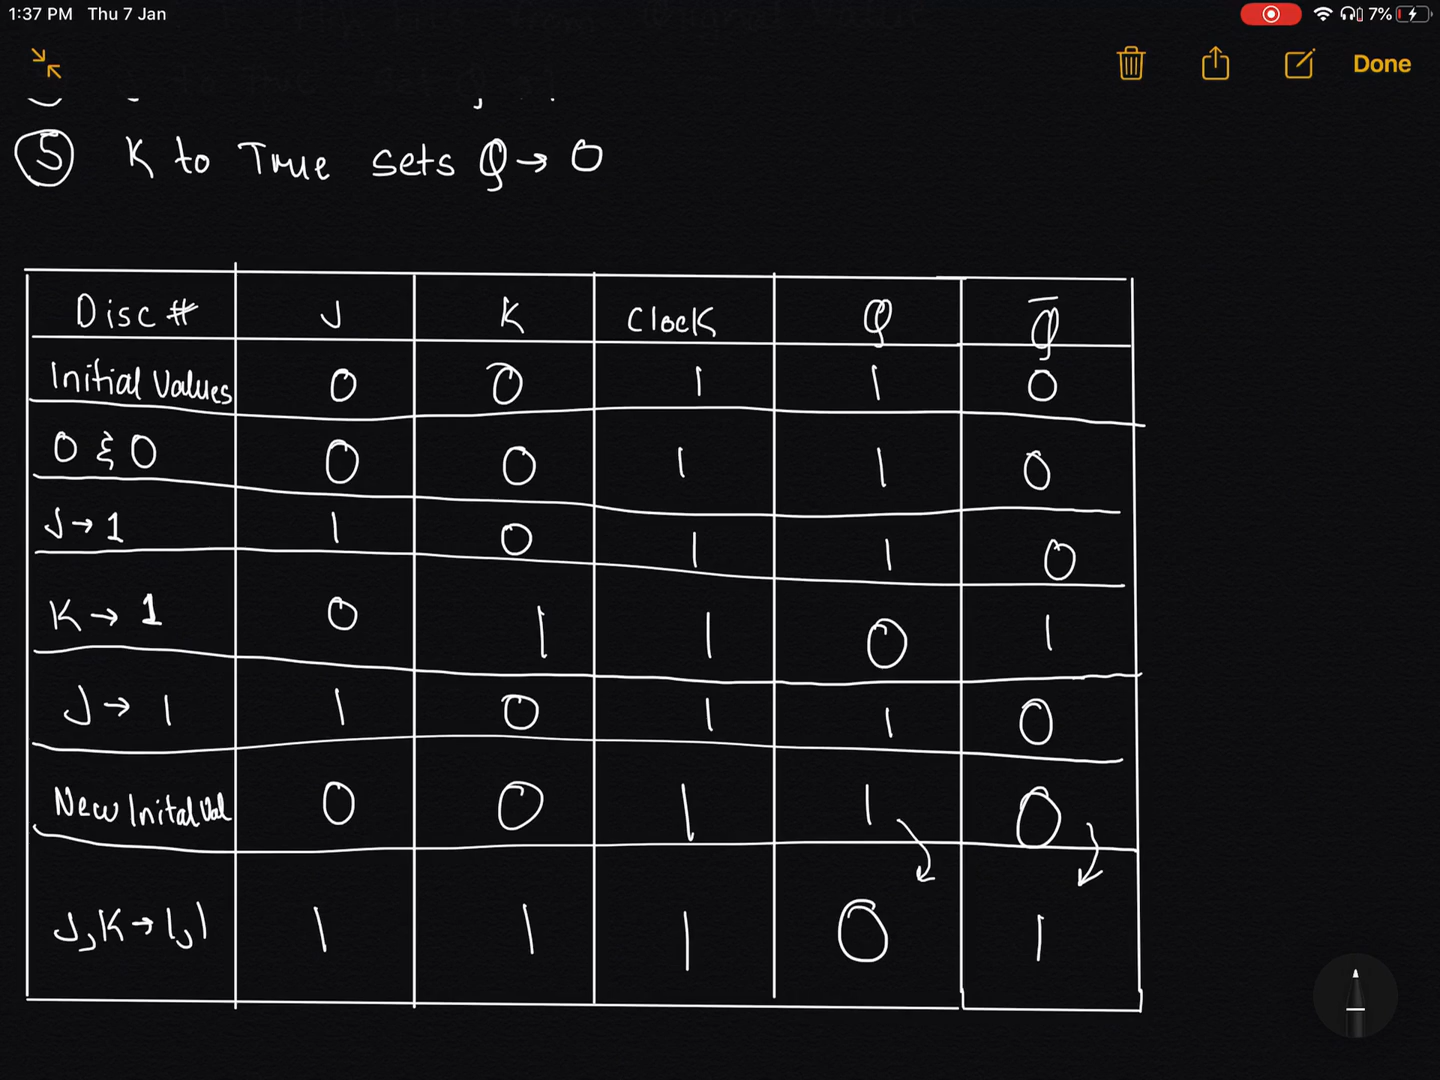 1:37 PM Thu 7 Jan 7%
Done
5 K to True sets Q → 0
Disc # J K Clock Q Q̅
Initial Values 0 0 1 1 0
0 & 0 0 0 1 1 0
J → 1 1 0 1 1 0
K → 1 0 1 1 0 1
J → 1 1 0 1 1 0
New Inital Val 0 0 1 1 0
J,K → 1,1 1 1 1 0 1